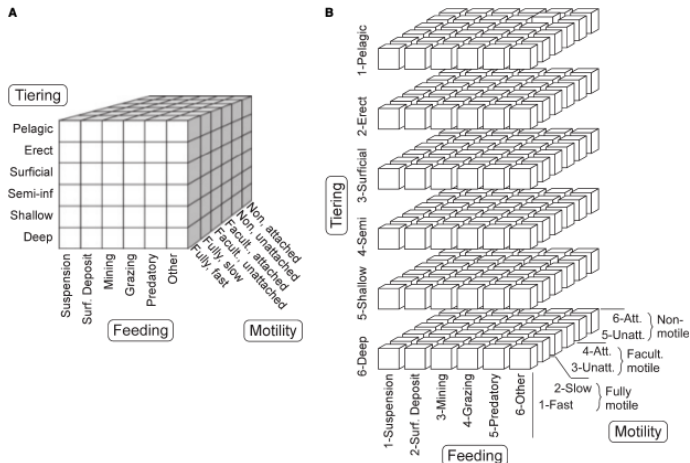 A
Tiering
Pelagic
Erect
Surficial
Semi-inf
Shallow
Deep
Suspension
Surf. Deposit
Mining
Grazing
Predatory
Other
Feeding
Non, attached
Non, unattached
Facult., attached
Facult., unattached
Fully, slow
Fully, fast
Motility
B
Tiering
1-Pelagic
2-Erect
3-Surficial
4-Semi
5-Shallow
6-Deep
1-Suspension
2-Surf. Deposit
3-Mining
4-Grazing
5-Predatory
6-Other
Feeding
6-Att.
5-Unatt.
Non-
motile
4-Att.
3-Unatt.
Facult.
motile
2-Slow
1-Fast
Fully
motile
Motility